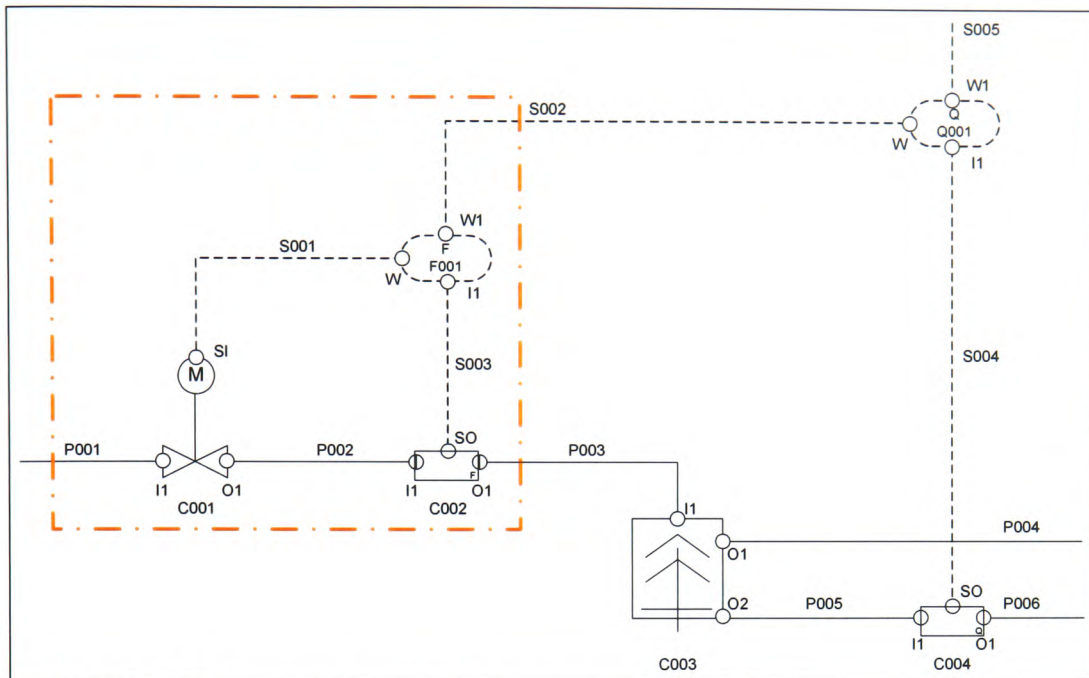 S005
W1
S002
Q
W Q001
I1
W1
S001
F
W F001
I1
SI
S003
S004
M
P001 P002 SO P003
F
I1 O1 I1 O1
C001 C002
I1
P004
O1
O2 P005 SO P006
Q
I1 O1
C003 C004